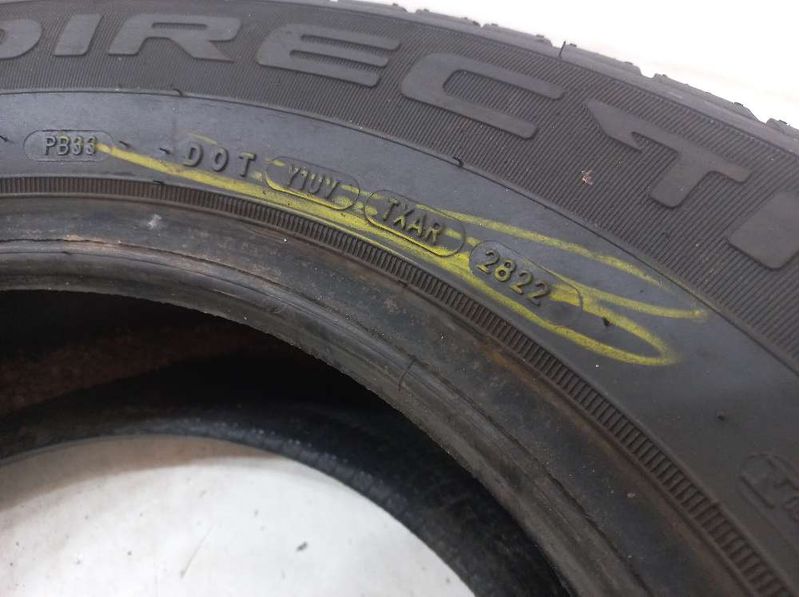 DIRECTI
PB33 DOT Y1UV TXAR 2822